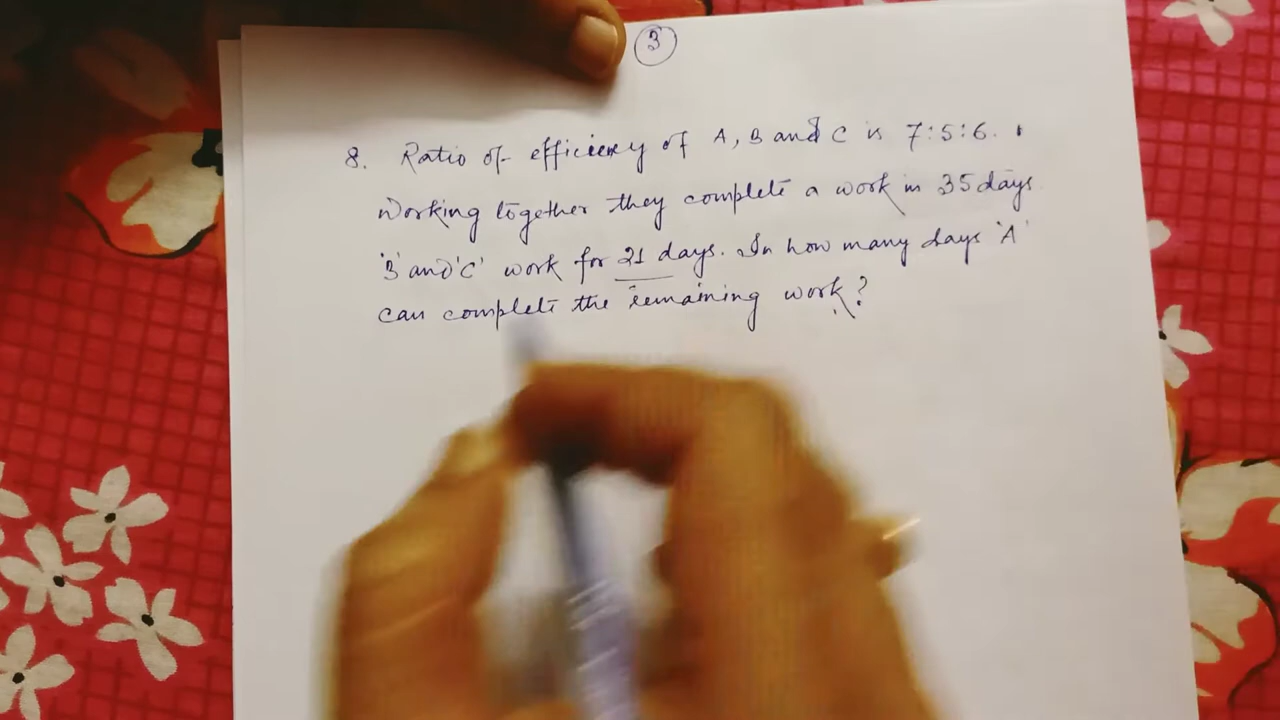 3
8. Ratio of efficiency of A, B and C is 7:5:6.
Working together they complete a work in 35 days
'B' and 'C' work for 21 days. In how many days 'A'
can complete the remaining work?